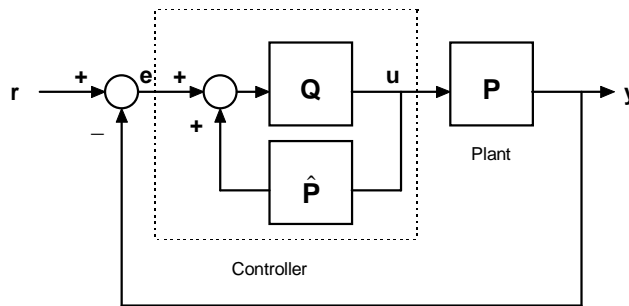 + e + Q u P
r y
− +
Plant
P̂
Controller